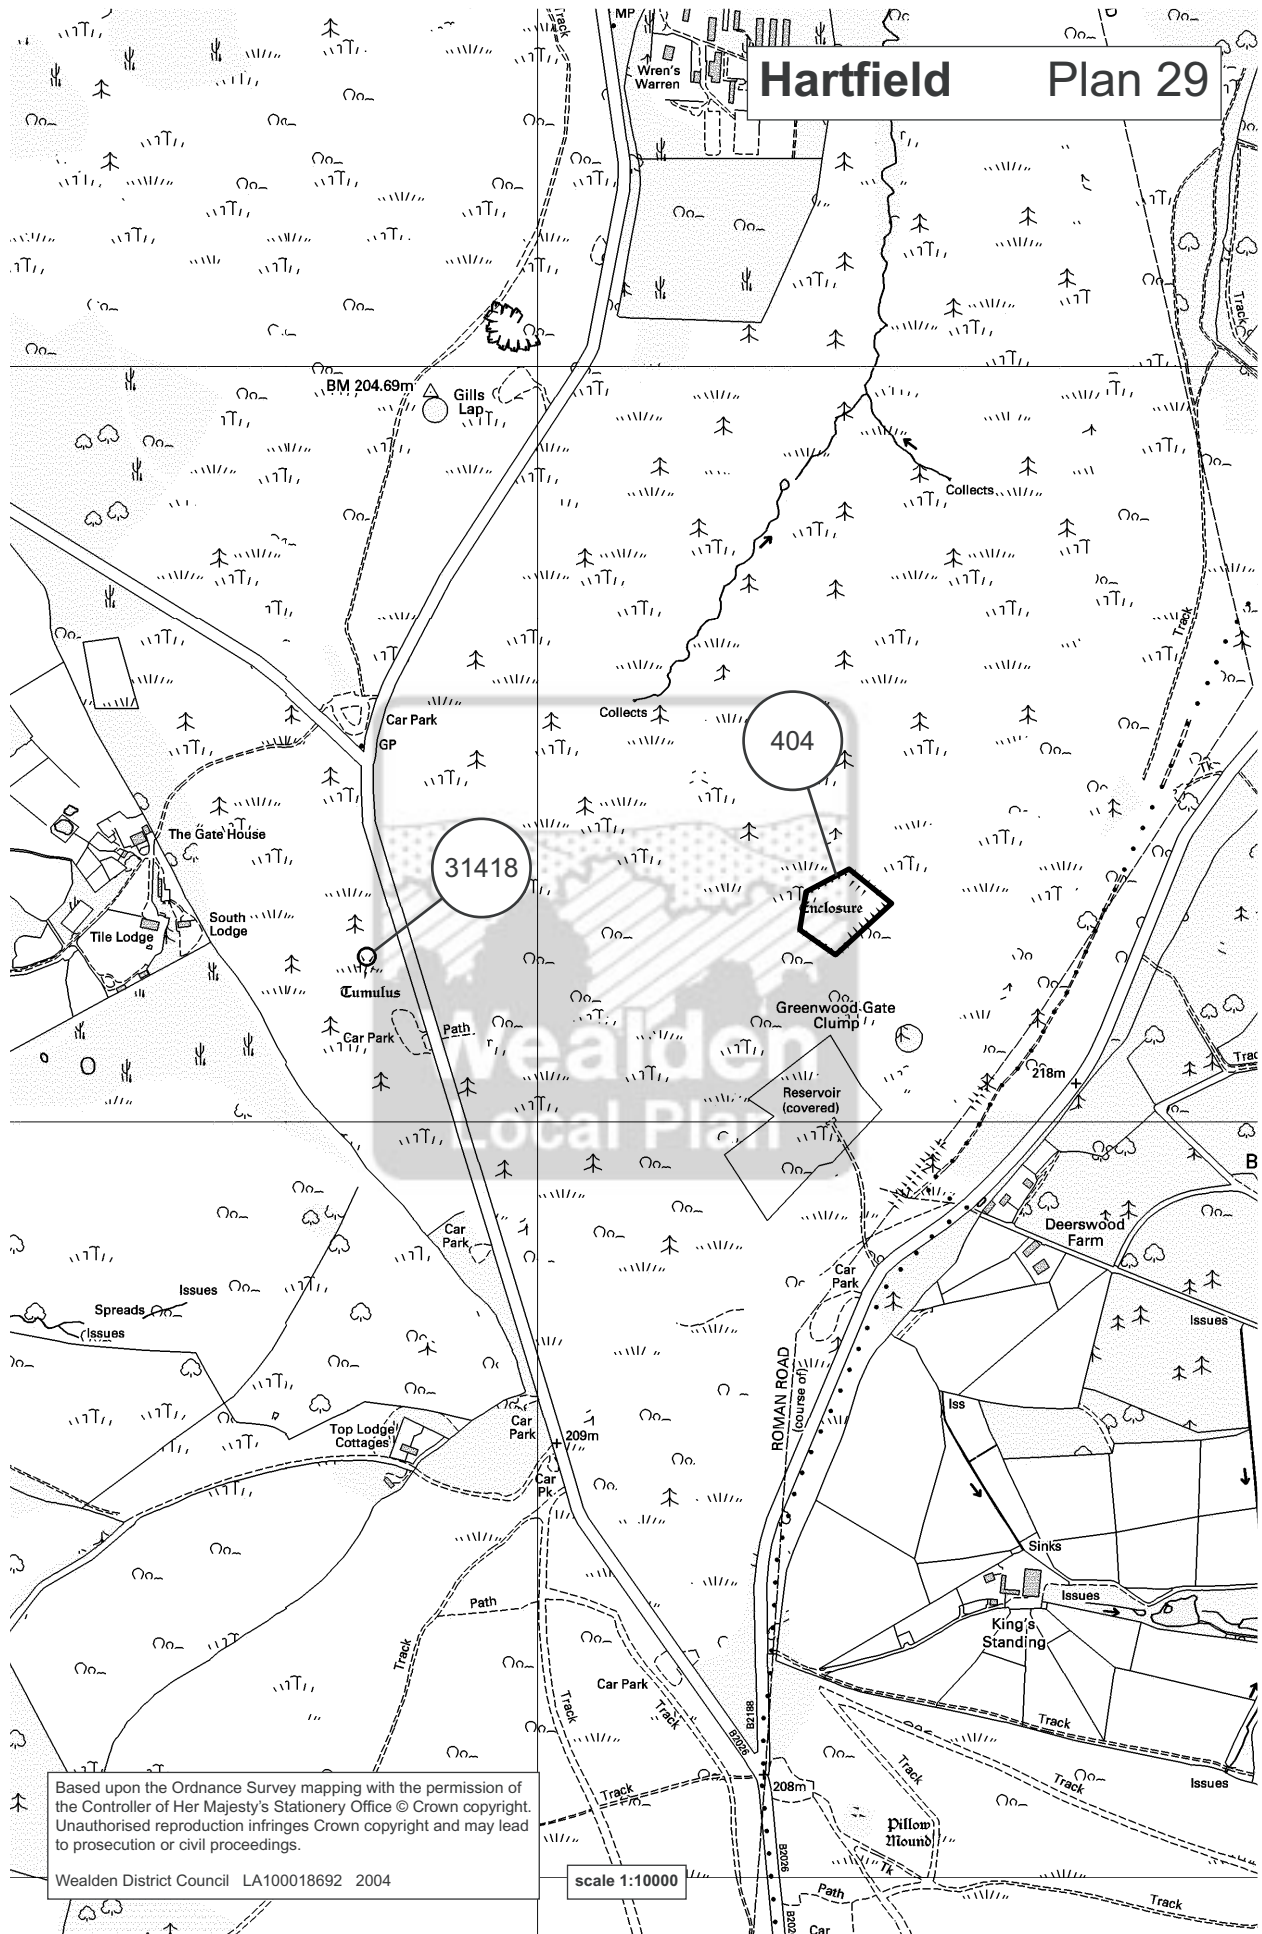 Track
MP
Wren's
Warren
Hartfield Plan 29
Track
BM 204.69m
Gills
Lap
Collects
Track
Collects
Car Park
GP
404
Tk
The Gate House
31418
Enclosure
South
Lodge
Tile Lodge
Tumulus
Greenwood Gate
Clump
Car Park
Path
Wealden
Local Plan
218m
Reservoir
(covered)
Deerswood
Farm
Car
Park
Car
Park
Issues
Spreads
Issues
Issues
ROMAN ROAD
(course of)
Iss
Car
Park
209m
Top Lodge
Cottages
Car
Pk
Sinks
Issues
Path
King's
Standing
Track
Car Park
Track
Track
B2188
B2026
Track
Track
Track
Issues
Track
208m
Pillow
Mound
Tk
B2026
Path
Track
Car
Based upon the Ordnance Survey mapping with the permission of
the Controller of Her Majesty's Stationery Office © Crown copyright.
Unauthorised reproduction infringes Crown copyright and may lead
to prosecution or civil proceedings.
Wealden District Council LA100018692 2004
scale 1:10000